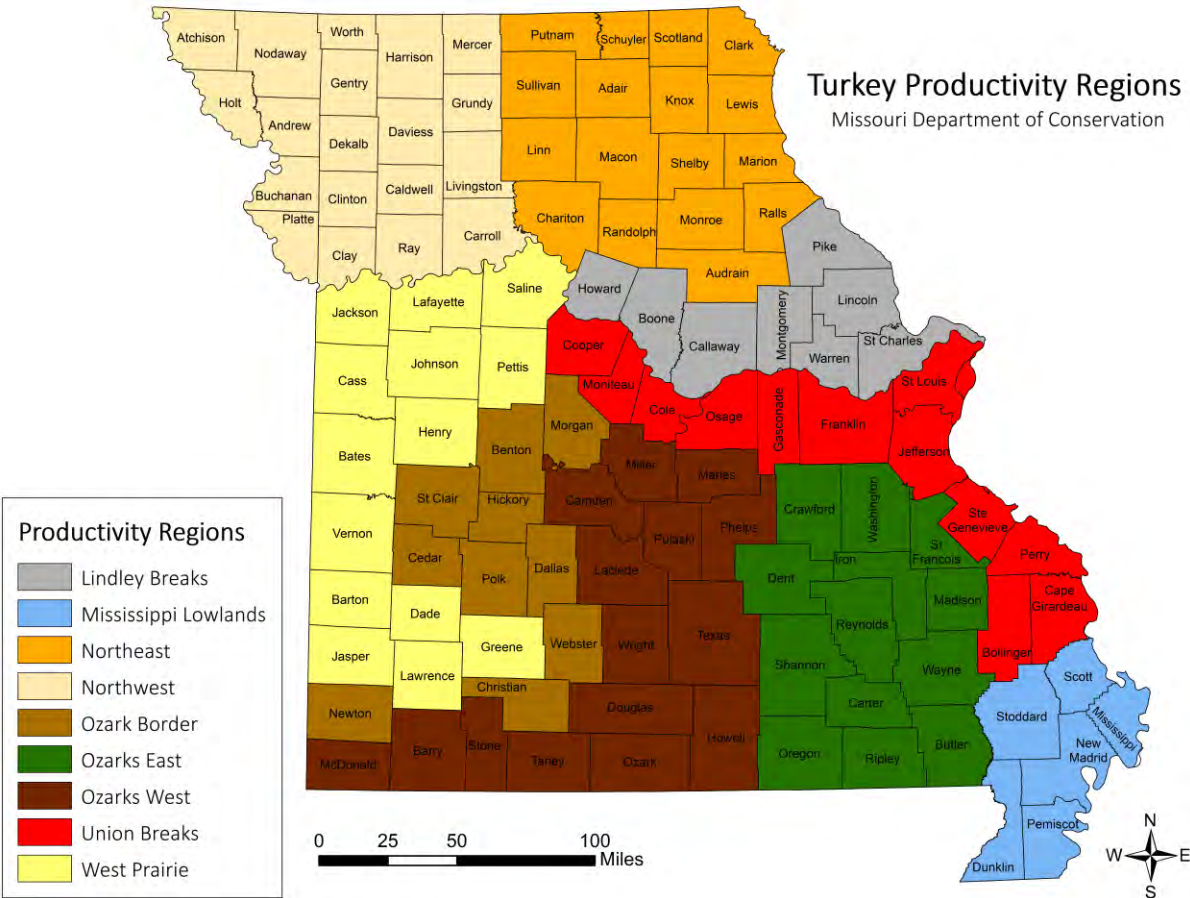 Turkey Productivity Regions
Missouri Department of Conservation
Atchison
Nodaway
Worth
Harrison
Mercer
Putnam
Schuyler
Scotland
Clark
Holt
Gentry
Grundy
Sullivan
Adair
Knox
Lewis
Andrew
Dekalb
Daviess
Linn
Macon
Shelby
Marion
Buchanan
Clinton
Caldwell
Livingston
Platte
Chariton
Randolph
Monroe
Ralls
Clay
Ray
Carroll
Audrain
Pike
Jackson
Lafayette
Saline
Howard
Boone
Callaway
Montgomery
Lincoln
Warren
St Charles
Cass
Johnson
Pettis
Cooper
Moniteau
Cole
Osage
Gasconade
Franklin
St Louis
Jefferson
Bates
Henry
Benton
Morgan
Miller
Maries
St Clair
Hickory
Camden
Pulaski
Phelps
Crawford
Washington
Ste
Genevieve
St
Francois
Perry
Vernon
Cedar
Polk
Dallas
Laclede
Dent
Iron
Madison
Cape
Girardeau
Barton
Dade
Greene
Webster
Wright
Texas
Reynolds
Bollinger
Jasper
Lawrence
Christian
Shannon
Wayne
Scott
Newton
Douglas
Howell
Carter
Stoddard
Mississippi
McDonald
Barry
Stone
Taney
Ozark
Oregon
Ripley
Butler
New
Madrid
Pemiscot
Dunklin
Productivity Regions
Lindley Breaks
Mississippi Lowlands
Northeast
Northwest
Ozark Border
Ozarks East
Ozarks West
Union Breaks
West Prairie
0 25 50 100
Miles
N
W E
S